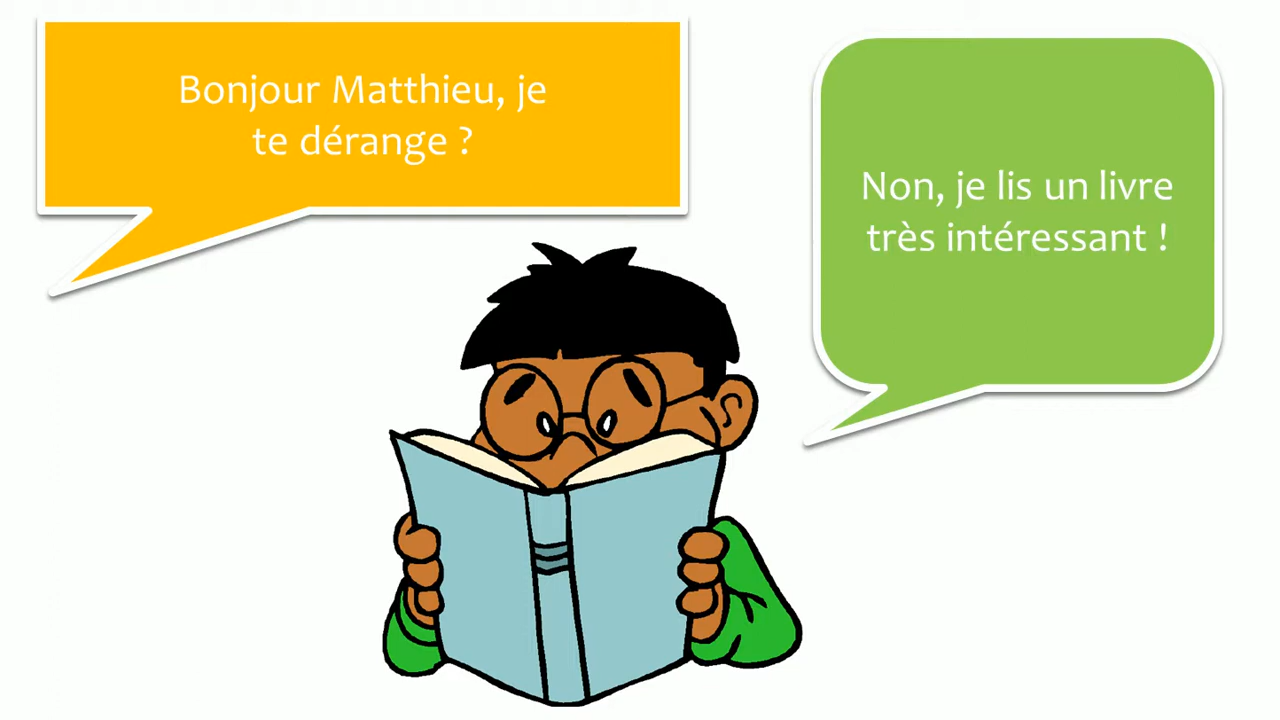 Bonjour Matthieu, je
te dérange ?
Non, je lis un livre
très intéressant !